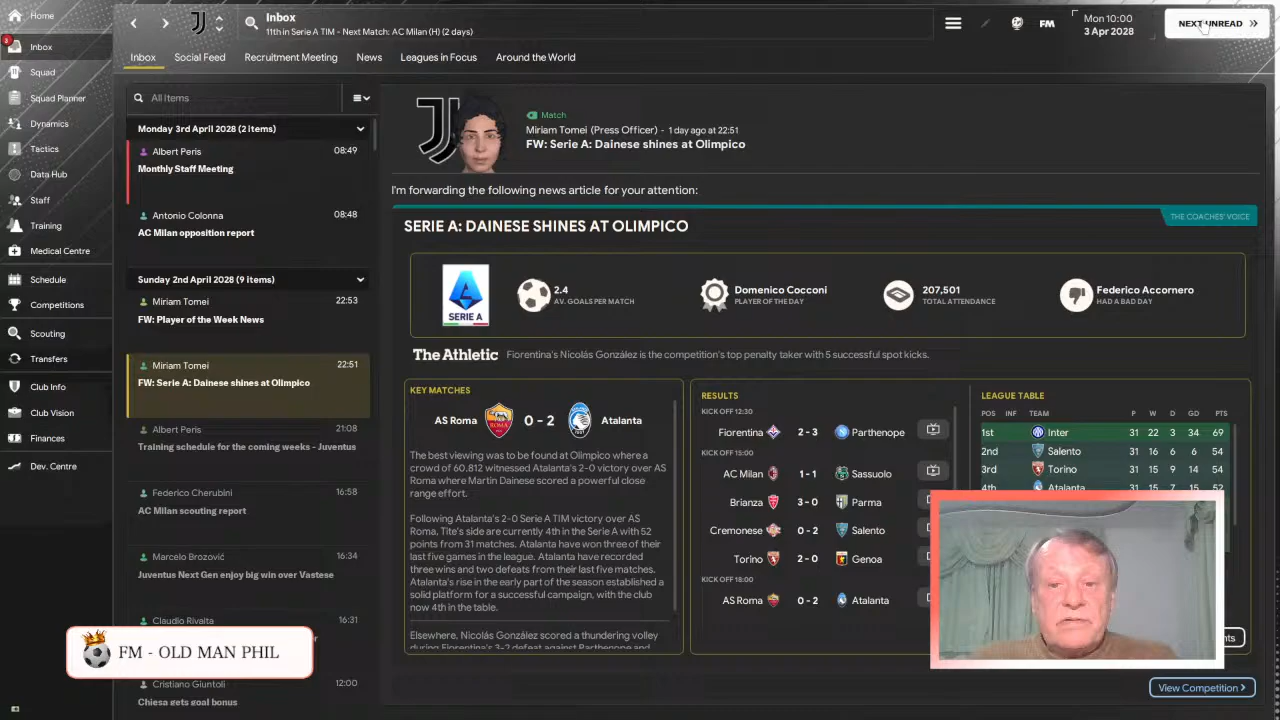 Home
Inbox
11th in Serie A TIM - Next Match: AC Milan (H) (2 days)
FM
Mon 10:00
3 Apr 2028
NEXT UNREAD
3
Inbox
Squad
Squad Planner
Dynamics
Tactics
Data Hub
Staff
Training
Medical Centre
Schedule
Competitions
Scouting
Transfers
Club Info
Club Vision
Finances
Dev. Centre
Inbox
Social Feed
Recruitment Meeting
News
Leagues in Focus
Around the World
All Items
Monday 3rd April 2028 (2 items)
Albert Peris 08:49
Monthly Staff Meeting
Antonio Colonna 08:48
AC Milan opposition report
Sunday 2nd April 2028 (9 items)
Miriam Tomei 22:53
FW: Player of the Week News
Miriam Tomei 22:51
FW: Serie A: Dainese shines at Olimpico
Albert Peris 21:08
Training schedule for the coming weeks - Juventus
Federico Cherubini 16:58
AC Milan scouting report
Marcelo Brozović 16:34
Juventus Next Gen enjoy big win over Vastese
Claudio Rivalta 16:31
Cristiano Giuntoli 12:00
Chiesa gets goal bonus
Match
Miriam Tomei (Press Officer) - 1 day ago at 22:51
FW: Serie A: Dainese shines at Olimpico
I'm forwarding the following news article for your attention:
THE COACHES' VOICE
SERIE A: DAINESE SHINES AT OLIMPICO
SERIE A
2.4
AV. GOALS PER MATCH
Domenico Cocconi
PLAYER OF THE DAY
207,501
TOTAL ATTENDANCE
Federico Accornero
HAD A BAD DAY
The Athletic Fiorentina's Nicolás González is the competition's top penalty taker with 5 successful spot kicks.
KEY MATCHES
AS Roma 0 - 2 Atalanta
The best viewing was to be found at Olimpico where a
crowd of 60.812 witnessed Atalanta's 2-0 victory over AS
Roma where Martin Dainese scored a powerful close
range effort.
Following Atalanta's 2-0 Serie A TIM victory over AS
Roma, Tite's side are currently 4th in the Serie A with 52
points from 31 matches. Atalanta have won three of their
last five games in the league. Atalanta have recorded
three wins and two defeats from their last five matches.
Atalanta's rise in the early part of the season established a
solid platform for a successful campaign, with the club
now 4th in the table.
Elsewhere, Nicolás González scored a thundering volley
during Fiorentina's 3-2 defeat against Parthenope and
RESULTS
KICK OFF 12:30
Fiorentina 2 - 3 Parthenope
KICK OFF 15:00
AC Milan 1 - 1 Sassuolo
Brianza 3 - 0 Parma
Cremonese 0 - 2 Salento
Torino 2 - 0 Genoa
KICK OFF 18:00
AS Roma 0 - 2 Atalanta
LEAGUE TABLE
POS INF TEAM P W D GD PTS
1st Inter 31 22 3 34 69
2nd Salento 31 16 6 6 54
3rd Torino 31 15 9 14 54
4th Atalanta 31 15 7 15 52
View Competition
FM - OLD MAN PHIL